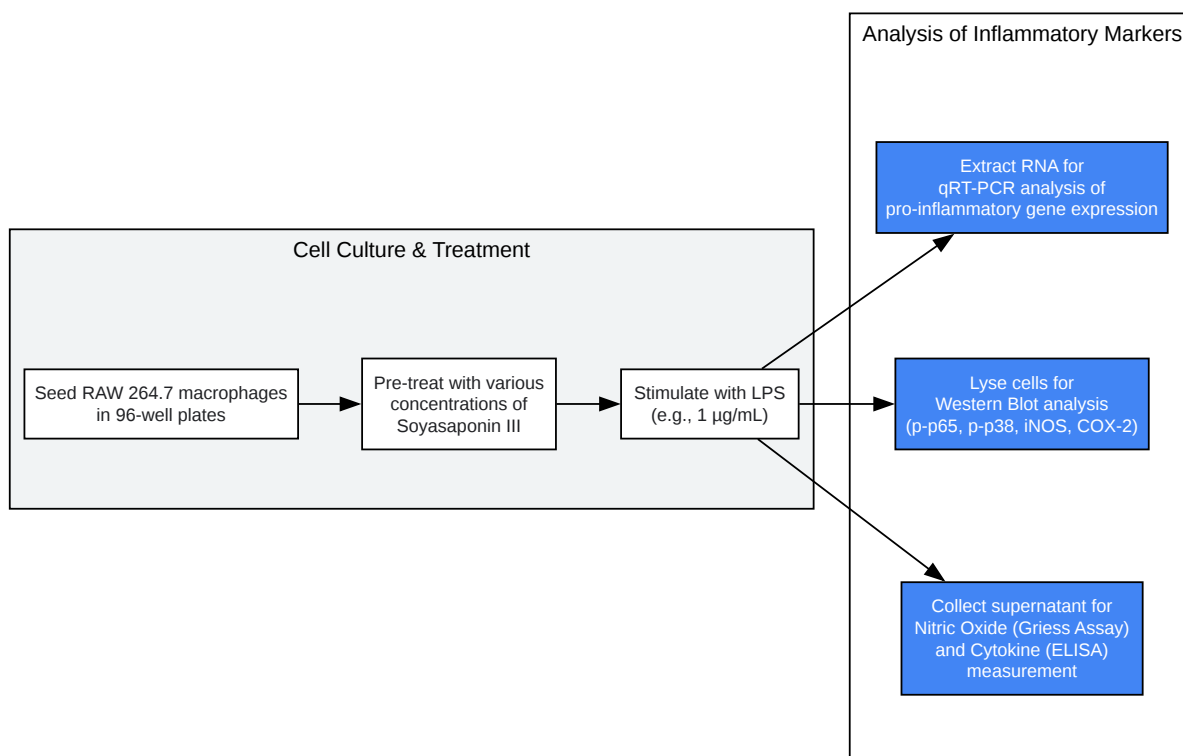 Analysis of Inflammatory Markers
Extract RNA for
qRT-PCR analysis of
pro-inflammatory gene expression
Cell Culture & Treatment
Seed RAW 264.7 macrophages
in 96-well plates
Pre-treat with various
concentrations of
Soyasaponin III
Stimulate with LPS
(e.g., 1 µg/mL)
Lyse cells for
Western Blot analysis
(p-p65, p-p38, iNOS, COX-2)
Collect supernatant for
Nitric Oxide (Griess Assay)
and Cytokine (ELISA)
measurement